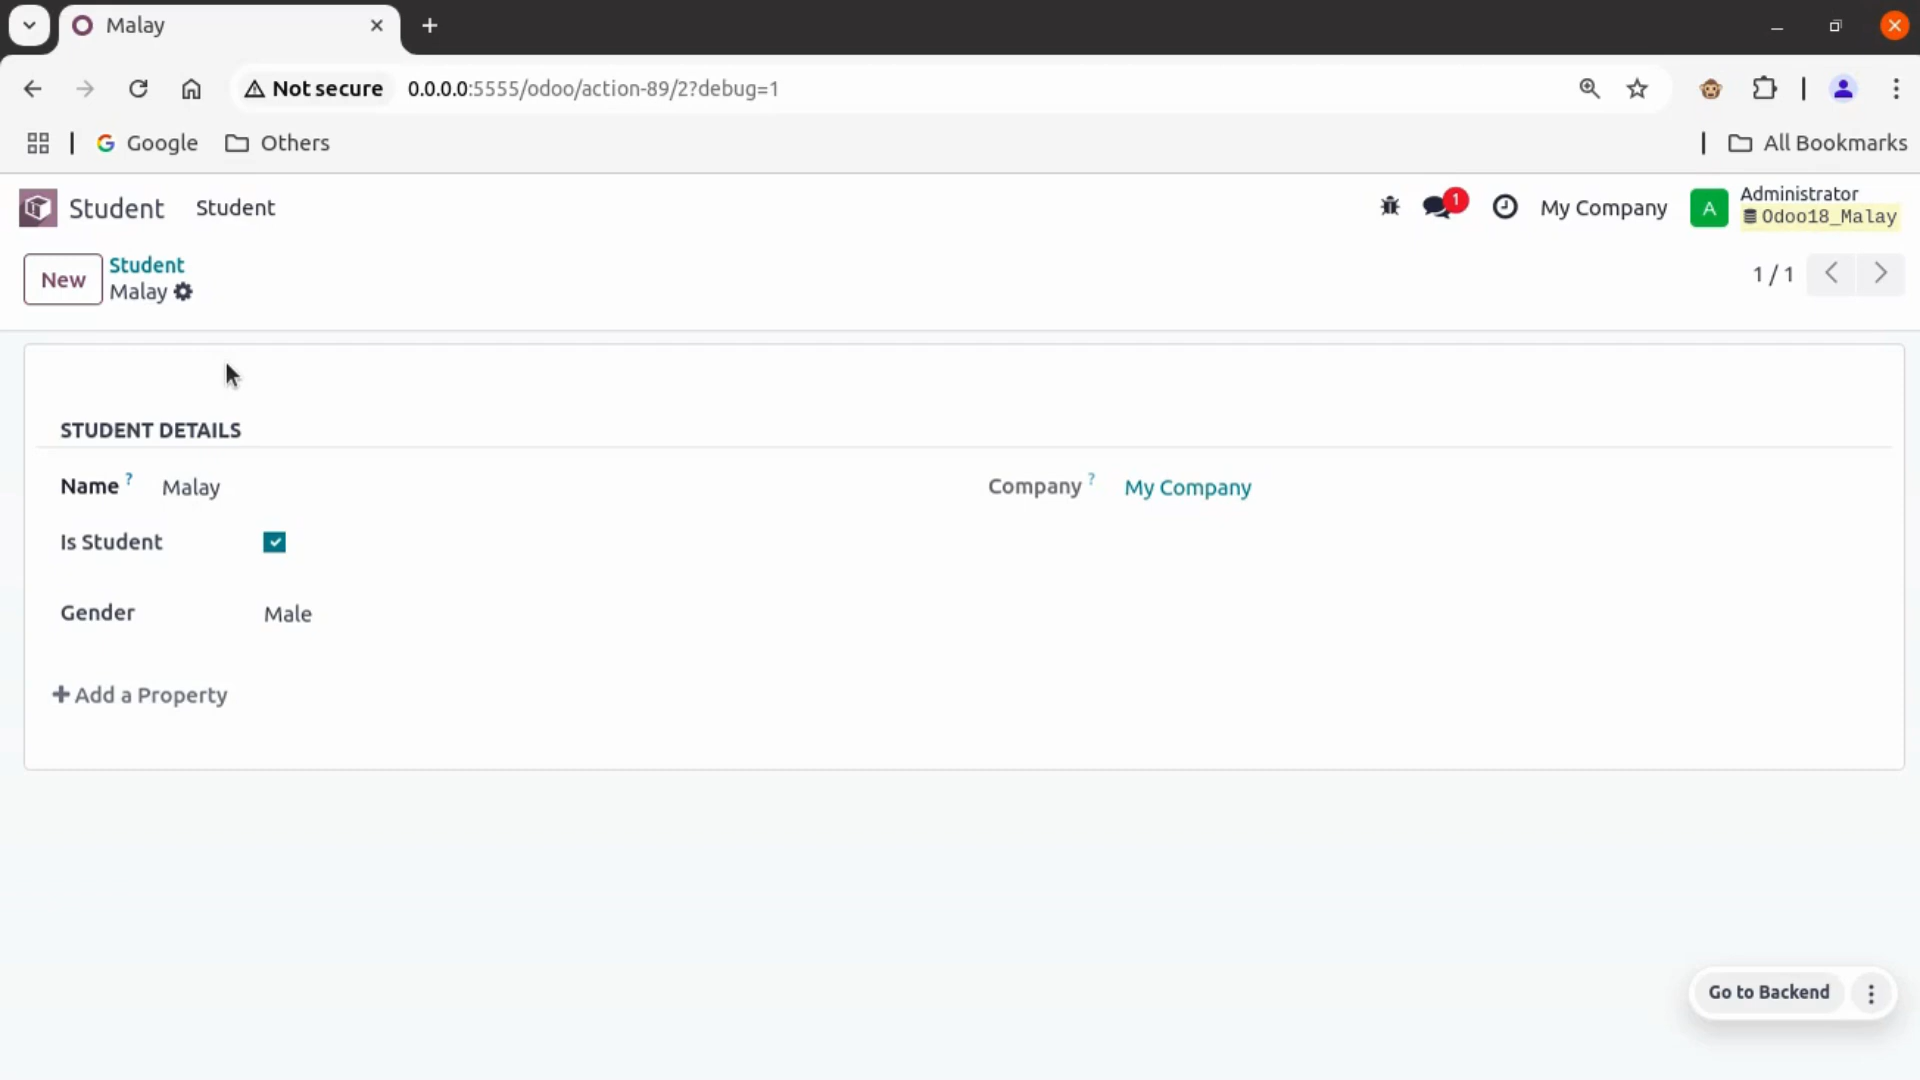 Malay
Not secure 0.0.0.0:5555/odoo/action-89/2?debug=1
Google Others All Bookmarks
Student Student 1 My Company A Administrator
Odoo18_Malay
New Student
Malay
1 / 1
STUDENT DETAILS
Name ? Malay Company ? My Company
Is Student
Gender Male
Add a Property
Go to Backend